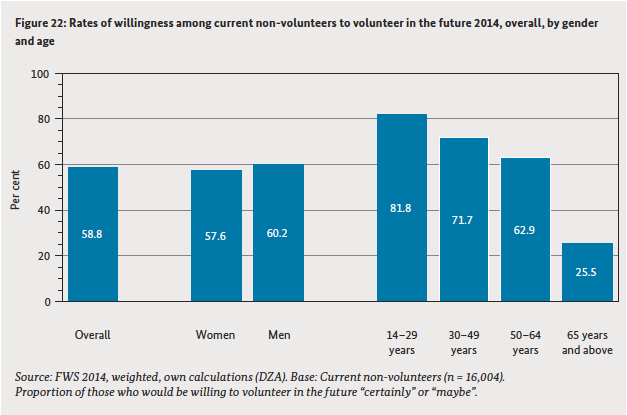 Figure 22: Rates of willingness among current non-volunteers to volunteer in the future 2014, overall, by gender
and age
100
80
60
40
20
0
Per cent
58.8
57.6
60.2
81.8
71.7
62.9
25.5
Overall
Women
Men
14–29
years
30–49
years
50–64
years
65 years
and above
Source: FWS 2014, weighted, own calculations (DZA). Base: Current non-volunteers (n = 16,004).
Proportion of those who would be willing to volunteer in the future “certainly” or “maybe”.